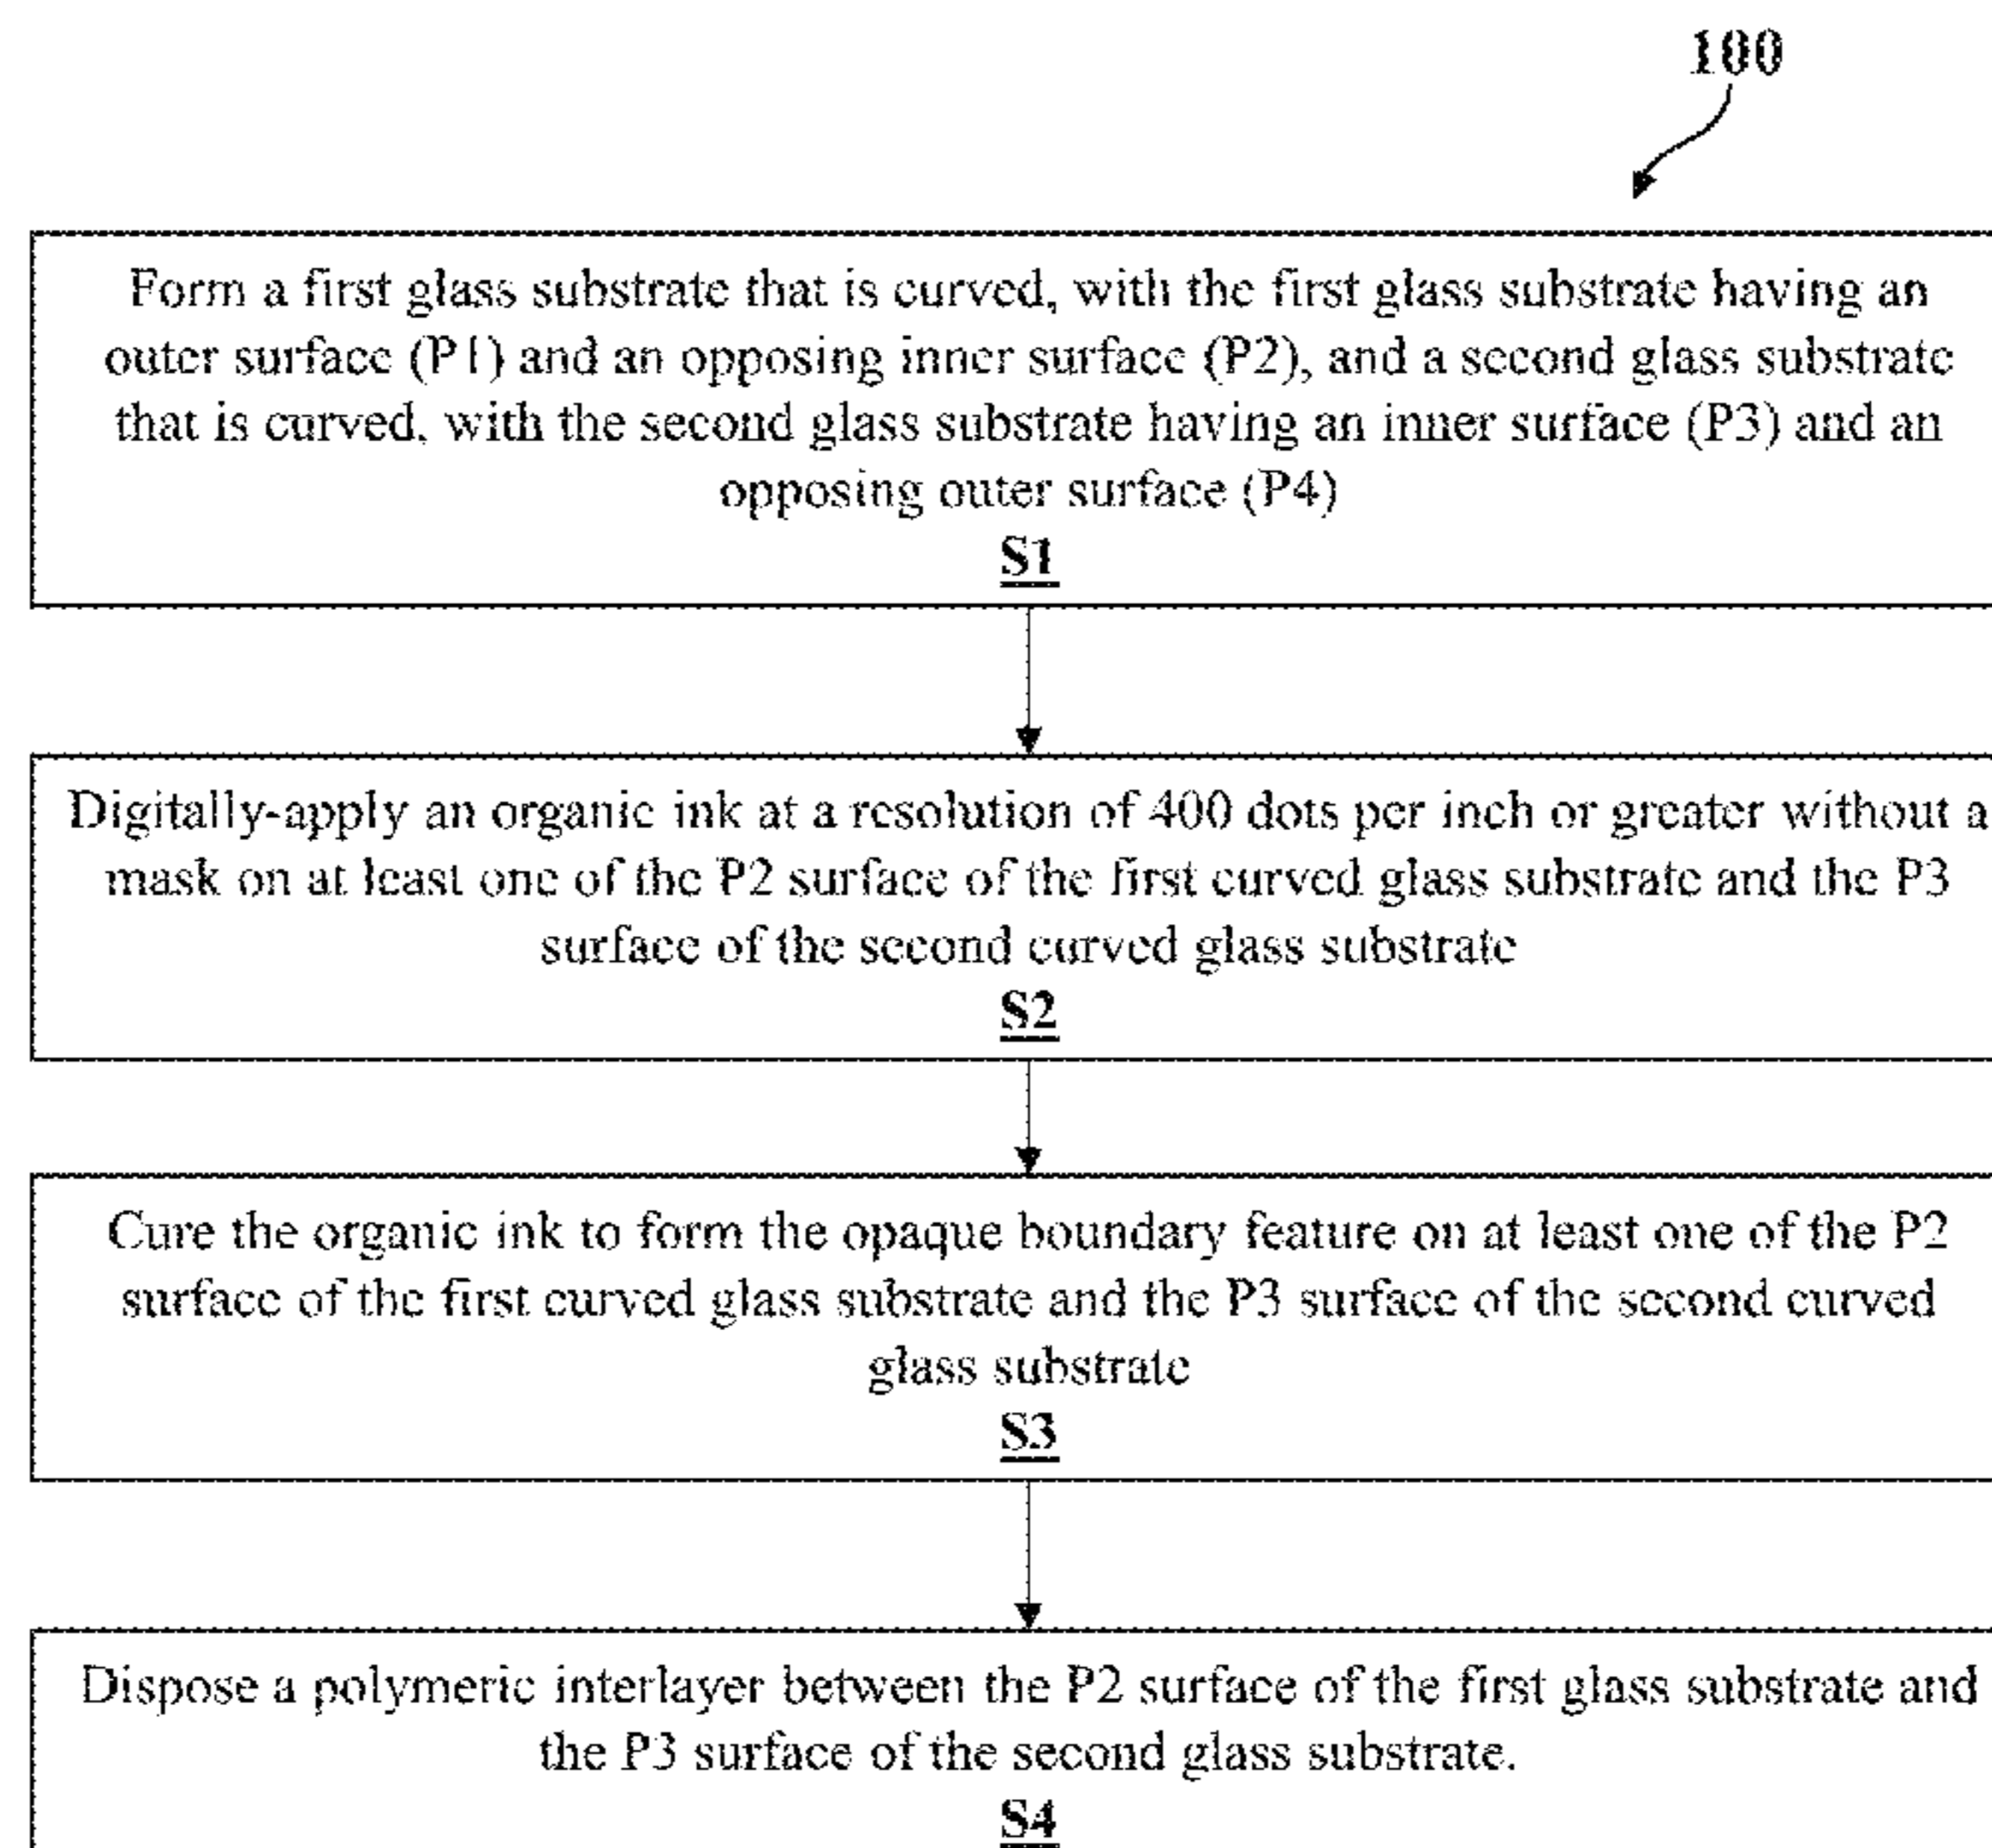 100
Form a first glass substrate that is curved, with the first glass substrate having an
outer surface (P1) and an opposing inner surface (P2), and a second glass substrate
that is curved, with the second glass substrate having an inner surface (P3) and an
opposing outer surface (P4)
S1
Digitally-apply an organic ink at a resolution of 400 dots per inch or greater without a
mask on at least one of the P2 surface of the first curved glass substrate and the P3
surface of the second curved glass substrate
S2
Cure the organic ink to form the opaque boundary feature on at least one of the P2
surface of the first curved glass substrate and the P3 surface of the second curved
glass substrate
S3
Dispose a polymeric interlayer between the P2 surface of the first glass substrate and
the P3 surface of the second glass substrate.
S4